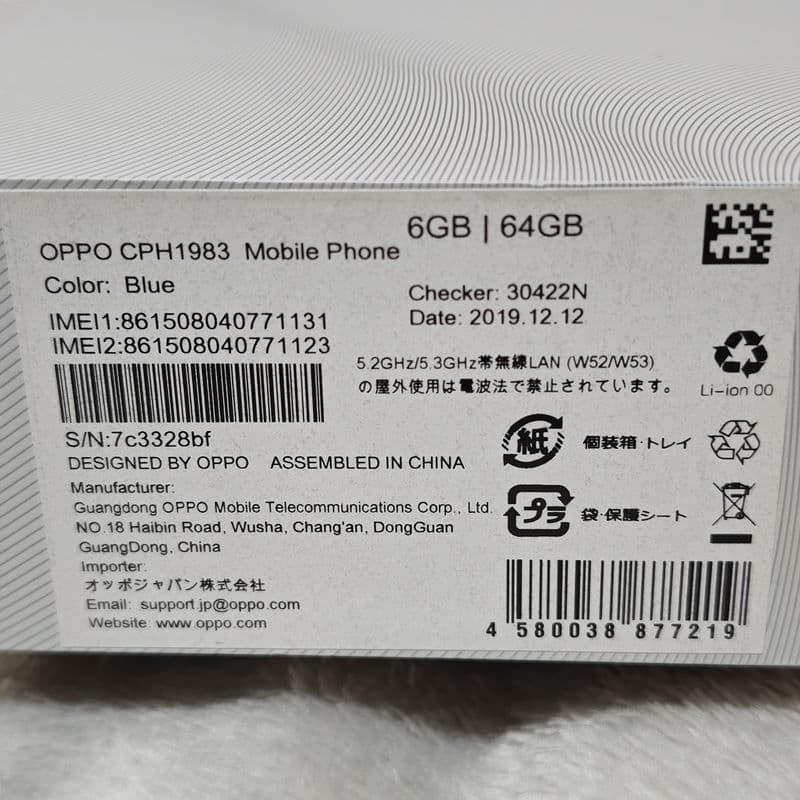 6GB | 64GB
OPPO CPH1983 Mobile Phone
Color: Blue
Checker: 30422N
IMEI1:861508040771131
Date: 2019.12.12
IMEI2:861508040771123
5.2GHz/5.3GHz帯無線LAN (W52/W53)
の屋外使用は電波法で禁止されています。
Li-ion 00
S/N:7c3328bf
紙 個装箱·トレイ
DESIGNED BY OPPO ASSEMBLED IN CHINA
Manufacturer:
Guangdong OPPO Mobile Telecommunications Corp., Ltd.
NO.18 Haibin Road, Wusha, Chang'an, DongGuan
GuangDong, China
プラ 袋·保護シート
Importer:
オッポジャパン株式会社
Email: support.jp@oppo.com
Website: www.oppo.com
4 580038 877219